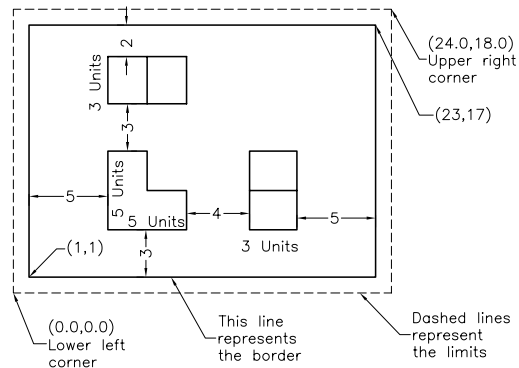 (24.0,18.0)
Upper right
corner
2
3 Units
(23,17)
3
5 Units
5
5 Units
4
5
3 Units
(1,1)
3
(0.0,0.0)
Lower left
corner
This line
represents
the border
Dashed lines
represent
the limits